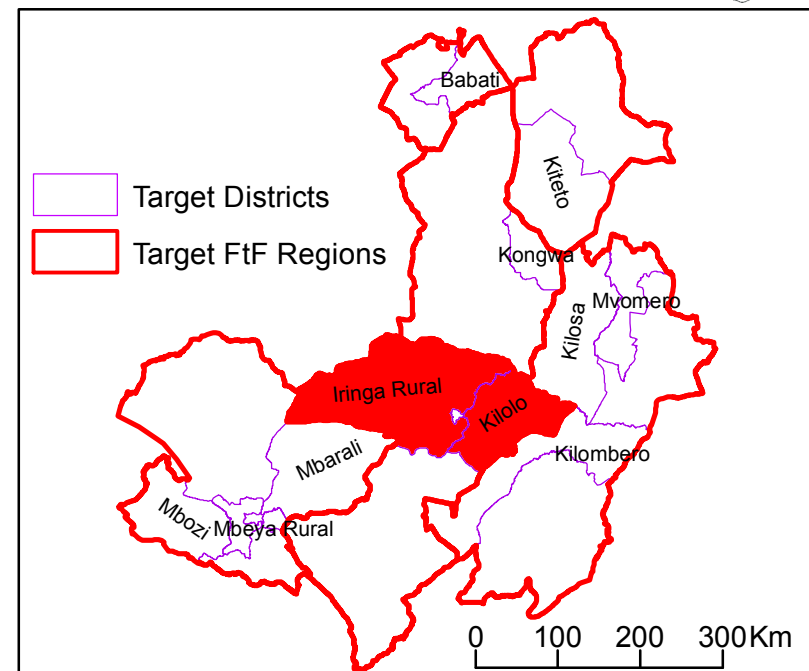 Babati
Target Districts
Kiteto
Target FtF Regions
Kongwa
Mvomero
Kilosa
Iringa Rural
Kilolo
Mbarali
Kilombero
Mbozi
Mbeya Rural
0 100 200 300Km